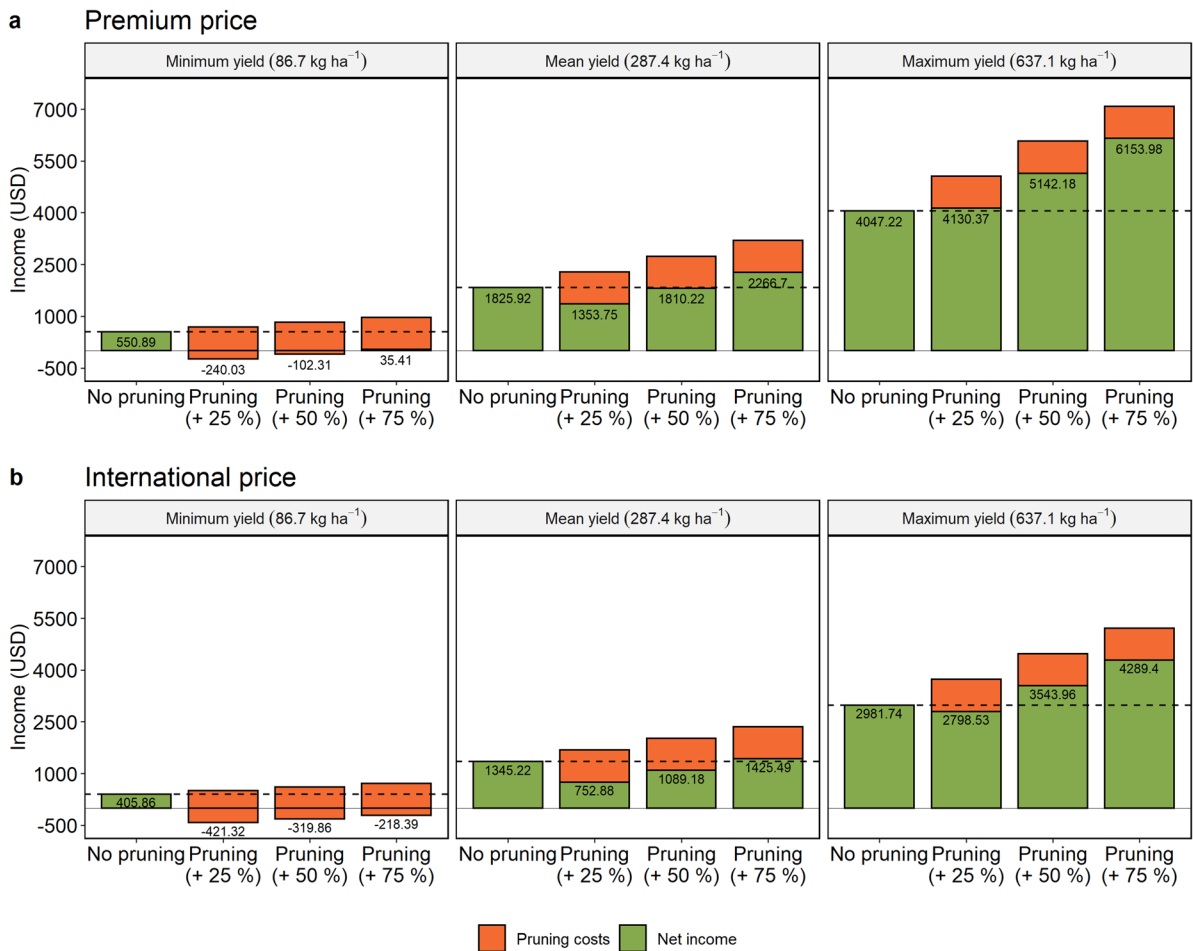 a Premium price
Minimum yield (86.7 kg ha⁻¹) Mean yield (287.4 kg ha⁻¹) Maximum yield (637.1 kg ha⁻¹)
Income (USD)
7000
5500
4000
2500
1000
-500
550.89 -240.03 -102.31 35.41
1825.92 1353.75 1810.22 2266.7
4047.22 4130.37 5142.18 6153.98
No pruning Pruning Pruning Pruning No pruning Pruning Pruning Pruning No pruning Pruning Pruning Pruning
(+ 25 %) (+ 50 %) (+ 75 %) (+ 25 %) (+ 50 %) (+ 75 %) (+ 25 %) (+ 50 %) (+ 75 %)
b International price
Minimum yield (86.7 kg ha⁻¹) Mean yield (287.4 kg ha⁻¹) Maximum yield (637.1 kg ha⁻¹)
Income (USD)
7000
5500
4000
2500
1000
-500
405.86 -421.32 -319.86 -218.39
1345.22 752.88 1089.18 1425.49
2981.74 2798.53 3543.96 4289.4
No pruning Pruning Pruning Pruning No pruning Pruning Pruning Pruning No pruning Pruning Pruning Pruning
(+ 25 %) (+ 50 %) (+ 75 %) (+ 25 %) (+ 50 %) (+ 75 %) (+ 25 %) (+ 50 %) (+ 75 %)
Pruning costs Net income